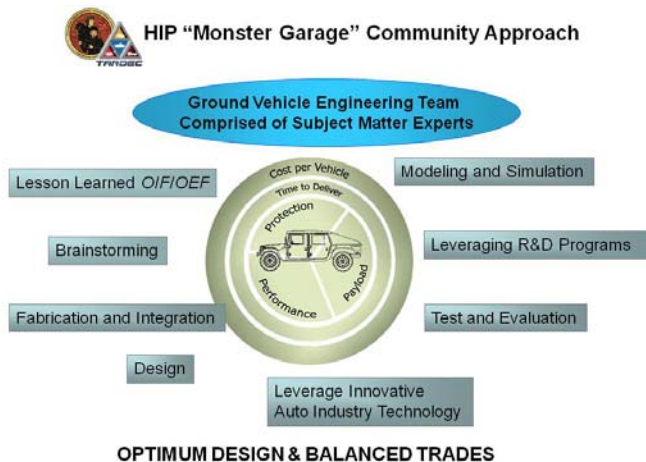 HIP “Monster Garage” Community Approach
TARDEC
Ground Vehicle Engineering Team
Comprised of Subject Matter Experts
Cost per Vehicle
Time to Deliver
Protection
Payload
Performance
Lesson Learned OIF/OEF
Modeling and Simulation
Brainstorming
Leveraging R&D Programs
Fabrication and Integration
Test and Evaluation
Design
Leverage Innovative
Auto Industry Technology
OPTIMUM DESIGN & BALANCED TRADES